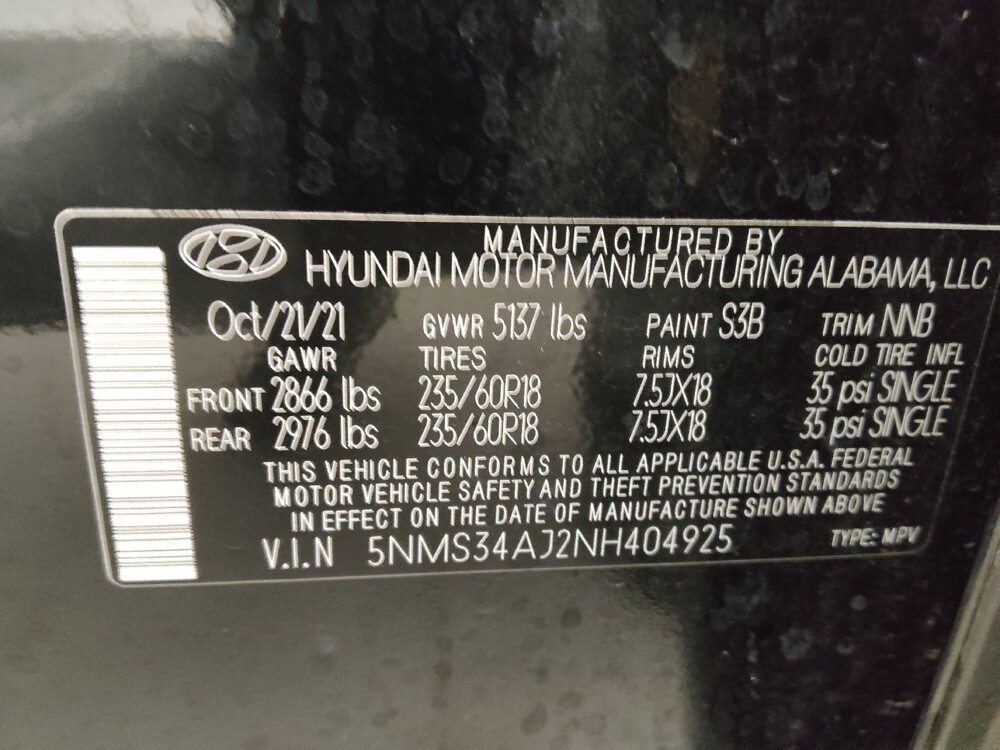 MANUFACTURED BY
HYUNDAI MOTOR MANUFACTURING ALABAMA, LLC
Oct/21/21 GVWR 5137 lbs PAINT S3B TRIM NNB
GAWR TIRES RIMS COLD TIRE INFL
FRONT 2866 lbs 235/60R18 7.5JX18 35 psi SINGLE
REAR 2976 lbs 235/60R18 7.5JX18 35 psi SINGLE
THIS VEHICLE CONFORMS TO ALL APPLICABLE U.S.A. FEDERAL
MOTOR VEHICLE SAFETY AND THEFT PREVENTION STANDARDS
IN EFFECT ON THE DATE OF MANUFACTURE SHOWN ABOVE
V.I.N 5NMS34AJ2NH404925 TYPE: MPV